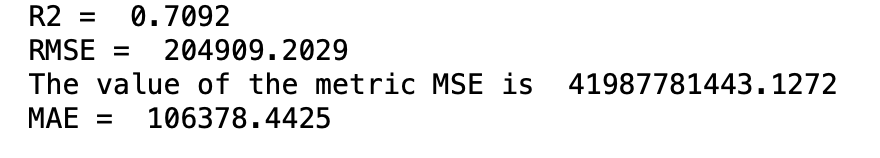 R2 =  0.7092
RMSE =  204909.2029
The value of the metric MSE is  41987781443.1272
MAE =  106378.4425